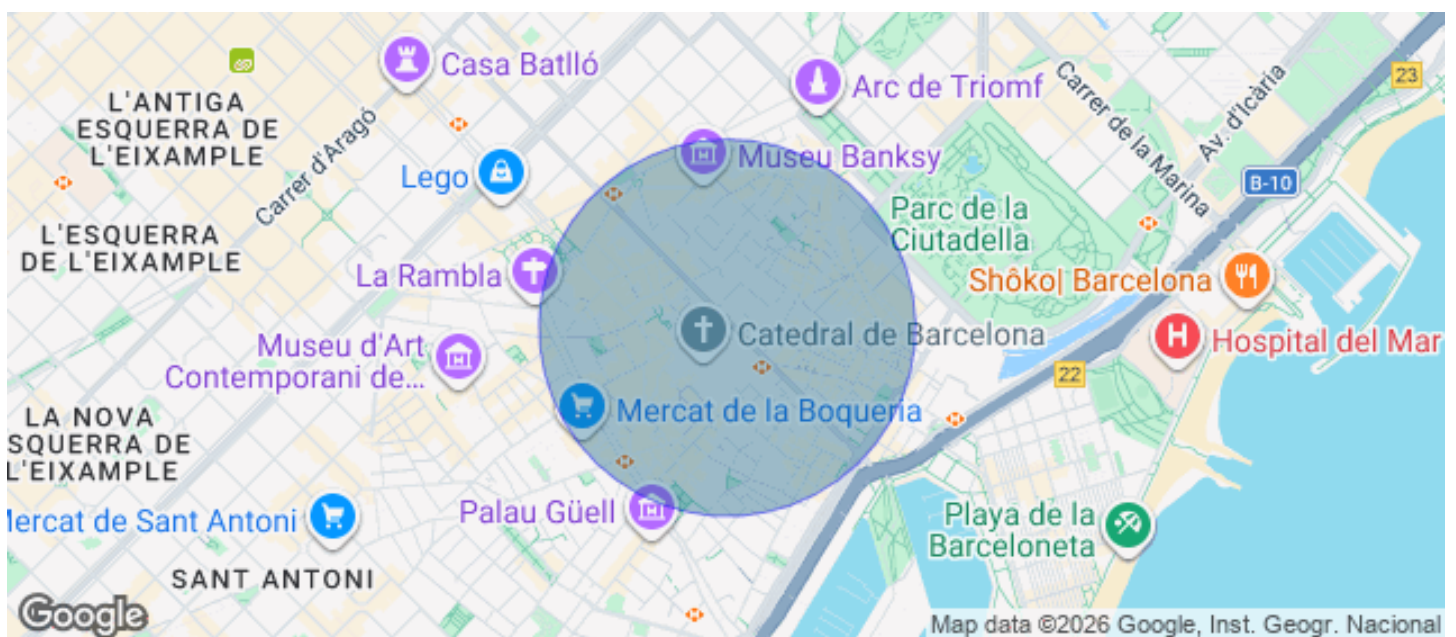 Casa Batlló
Arc de Triomf
23
L'ANTIGA
ESQUERRA DE
L'EIXAMPLE
Carrer d'Aragó
Carrer de la Marina
Av. d'Icària
Museu Banksy
Lego
B-10
Parc de la
Ciutadella
L'ESQUERRA
DE L'EIXAMPLE
La Rambla
Shôko| Barcelona
Catedral de Barcelona
Hospital del Mar
Museu d'Art
Contemporani de...
22
Mercat de la Boqueria
LA NOVA
SQUERRA DE
L'EIXAMPLE
Palau Güell
Mercat de Sant Antoni
Playa de la
Barceloneta
SANT ANTONI
Google
Map data ©2026 Google, Inst. Geogr. Nacional